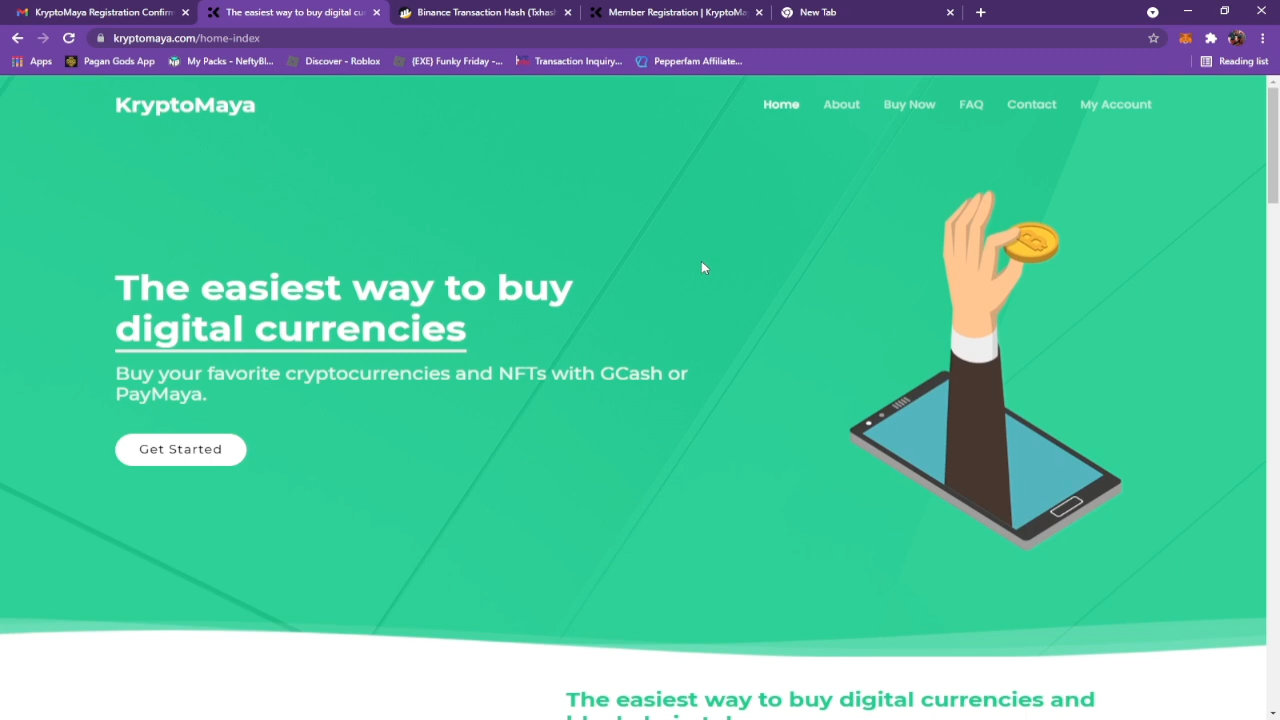 KryptoMaya Registration Confirm
The easiest way to buy digital cu
Binance Transaction Hash (Txhas
Member Registration | KryptoMa
New Tab
kryptomaya.com/home-index
Apps
Pagan Gods App
My Packs - NeftyBl...
Discover - Roblox
(EXE) Funky Friday -...
Transaction Inquiry...
Pepperfam Affiliate...
Reading list
KryptoMaya
Home
About
Buy Now
FAQ
Contact
My Account
The easiest way to buy
digital currencies
Buy your favorite cryptocurrencies and NFTs with GCash or
PayMaya.
Get Started
The easiest way to buy digital currencies and